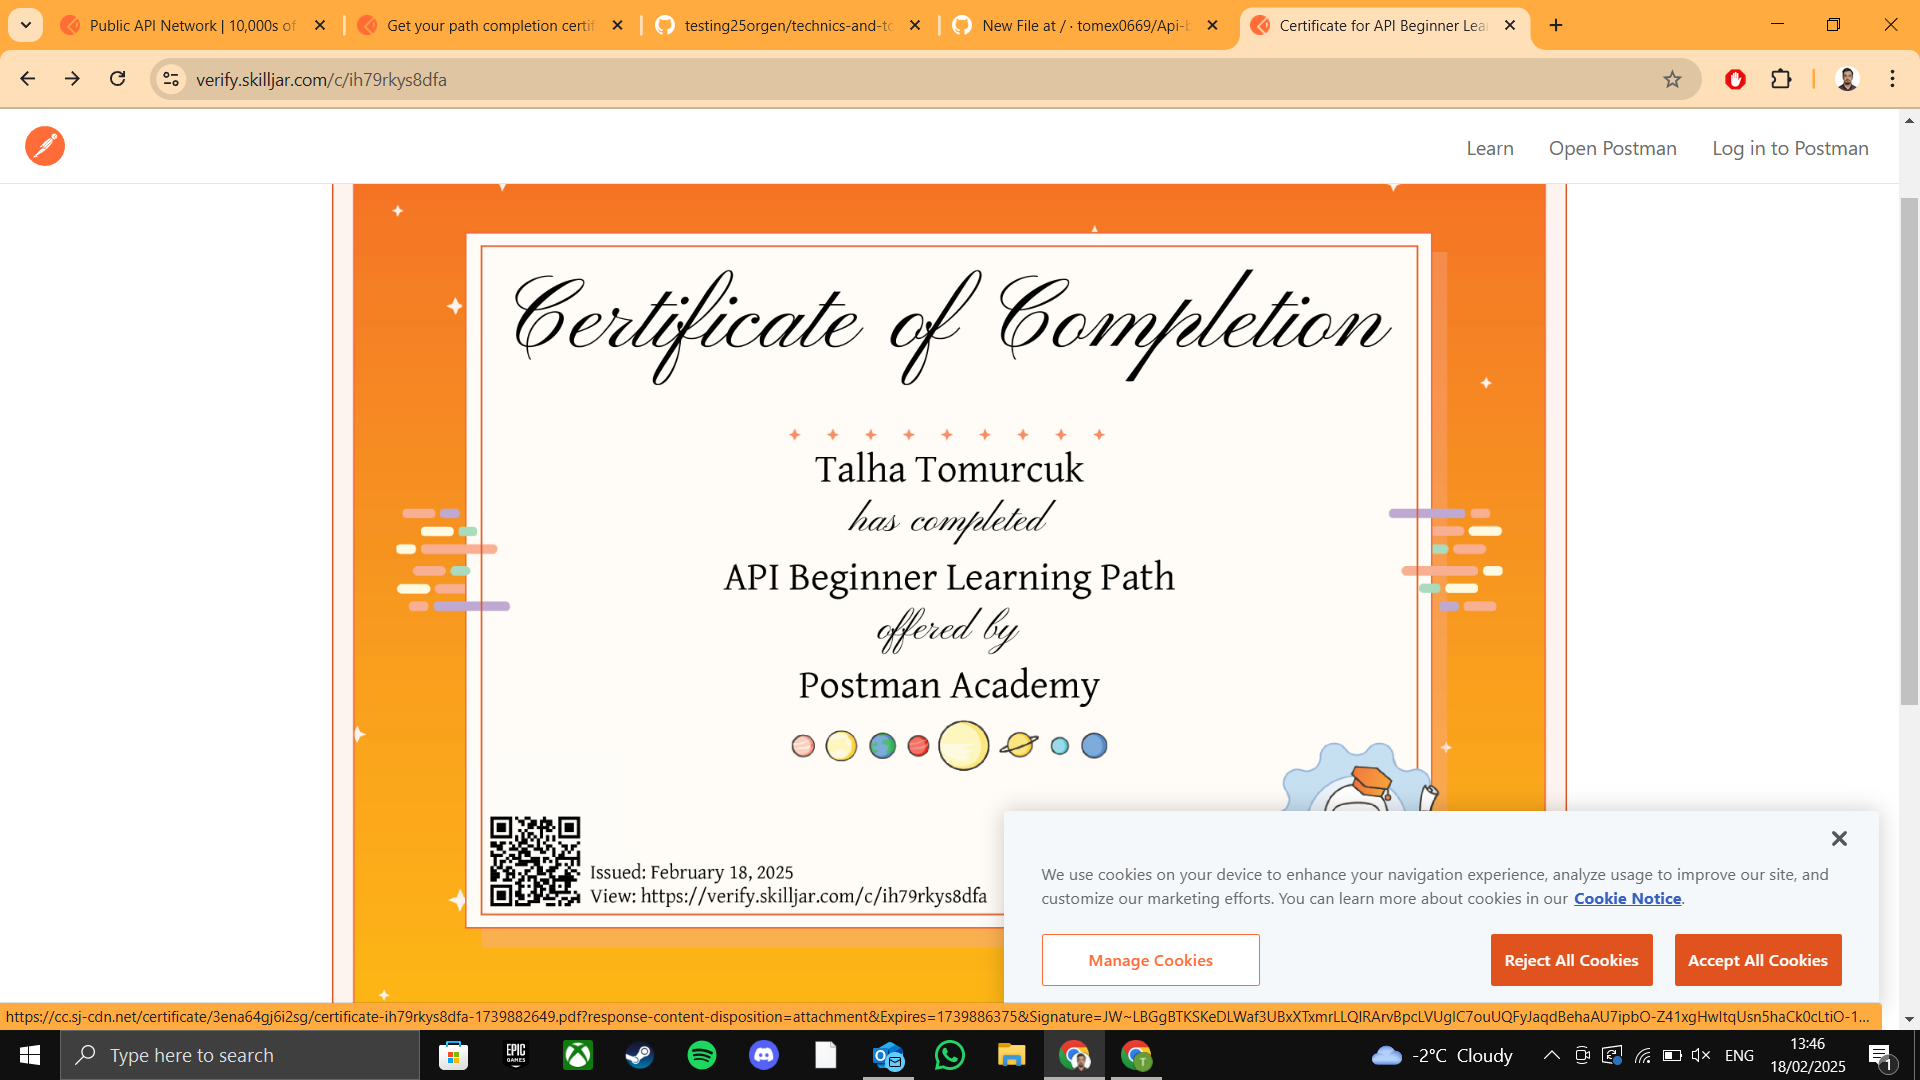 Public API Network | 10,000s of
Get your path completion certif
testing25orgen/technics-and-to
New File at / · tomex0669/Api-b
Certificate for API Beginner Lea
verify.skilljar.com/c/ih79rkys8dfa
Learn
Open Postman
Log in to Postman
Certificate of Completion
Talha Tomurcuk
has completed
API Beginner Learning Path
offered by
Postman Academy
Issued: February 18, 2025
View: https://verify.skilljar.com/c/ih79rkys8dfa
We use cookies on your device to enhance your navigation experience, analyze usage to improve our site, and
customize our marketing efforts. You can learn more about cookies in our Cookie Notice.
Manage Cookies
Reject All Cookies
Accept All Cookies
https://cc.sj-cdn.net/certificate/3ena64gj6i2sg/certificate-ih79rkys8dfa-1739882649.pdf?response-content-disposition=attachment&Expires=1739886375&Signature=
Type here to search
EPIC
GAMES
T
-2°C Cloudy
ENG
13:46
18/02/2025
1